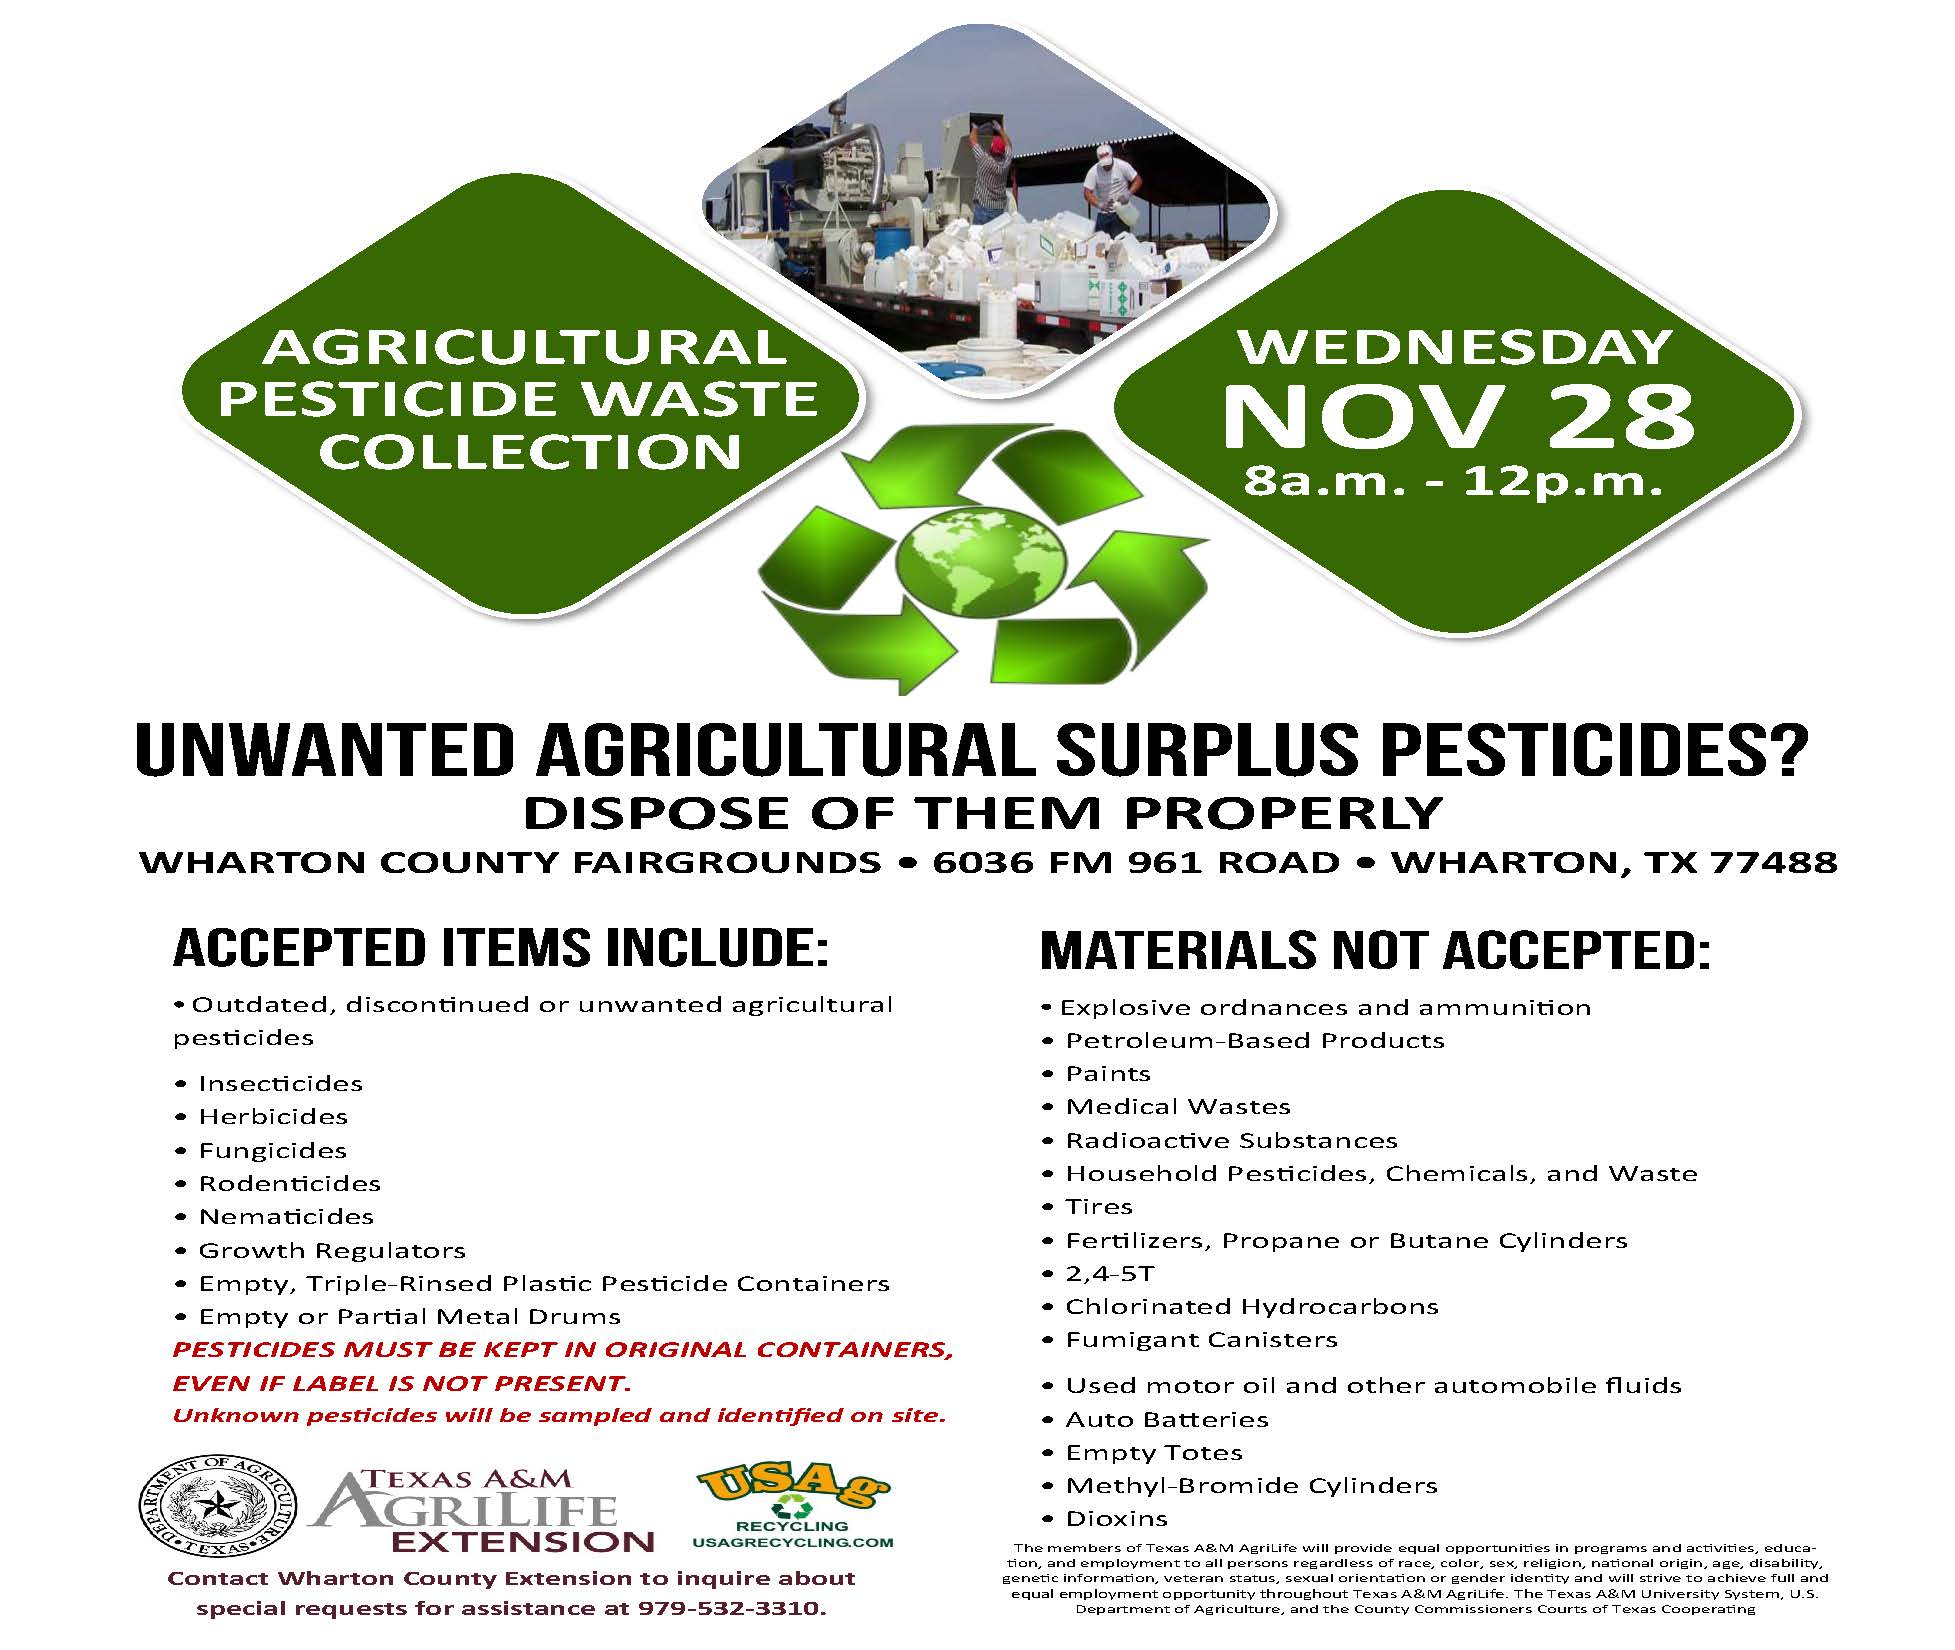 AGRICULTURAL
PESTICIDE WASTE
COLLECTION
WEDNESDAY
NOV 28
8a.m. - 12p.m.
UNWANTED AGRICULTURAL SURPLUS PESTICIDES?
DISPOSE OF THEM PROPERLY
WHARTON COUNTY FAIRGROUNDS • 6036 FM 961 ROAD • WHARTON, TX 77488
ACCEPTED ITEMS INCLUDE:
• Outdated, discontinued or unwanted agricultural
pesticides
• Insecticides
• Herbicides
• Fungicides
• Rodenticides
• Nematicides
• Growth Regulators
• Empty, Triple-Rinsed Plastic Pesticide Containers
• Empty or Partial Metal Drums
PESTICIDES MUST BE KEPT IN ORIGINAL CONTAINERS,
EVEN IF LABEL IS NOT PRESENT.
Unknown pesticides will be sampled and identified on site.
DEPARTMENT OF AGRICULTURE
• TEXAS •
TEXAS A&M
AGRILIFE
EXTENSION
USAg
RECYCLING
USAGRECYCLING.COM
Contact Wharton County Extension to inquire about
special requests for assistance at 979-532-3310.
MATERIALS NOT ACCEPTED:
• Explosive ordnances and ammunition
• Petroleum-Based Products
• Paints
• Medical Wastes
• Radioactive Substances
• Household Pesticides, Chemicals, and Waste
• Tires
• Fertilizers, Propane or Butane Cylinders
• 2,4-5T
• Chlorinated Hydrocarbons
• Fumigant Canisters
• Used motor oil and other automobile fluids
• Auto Batteries
• Empty Totes
• Methyl-Bromide Cylinders
• Dioxins
The members of Texas A&M AgriLife will provide equal opportunities in programs and activities, educa-
tion, and employment to all persons regardless of race, color, sex, religion, national origin, age, disability,
genetic information, veteran status, sexual orientation or gender identity and will strive to achieve full and
equal employment opportunity throughout Texas A&M AgriLife. The Texas A&M University System, U.S.
Department of Agriculture, and the County Commissioners Courts of Texas Cooperating